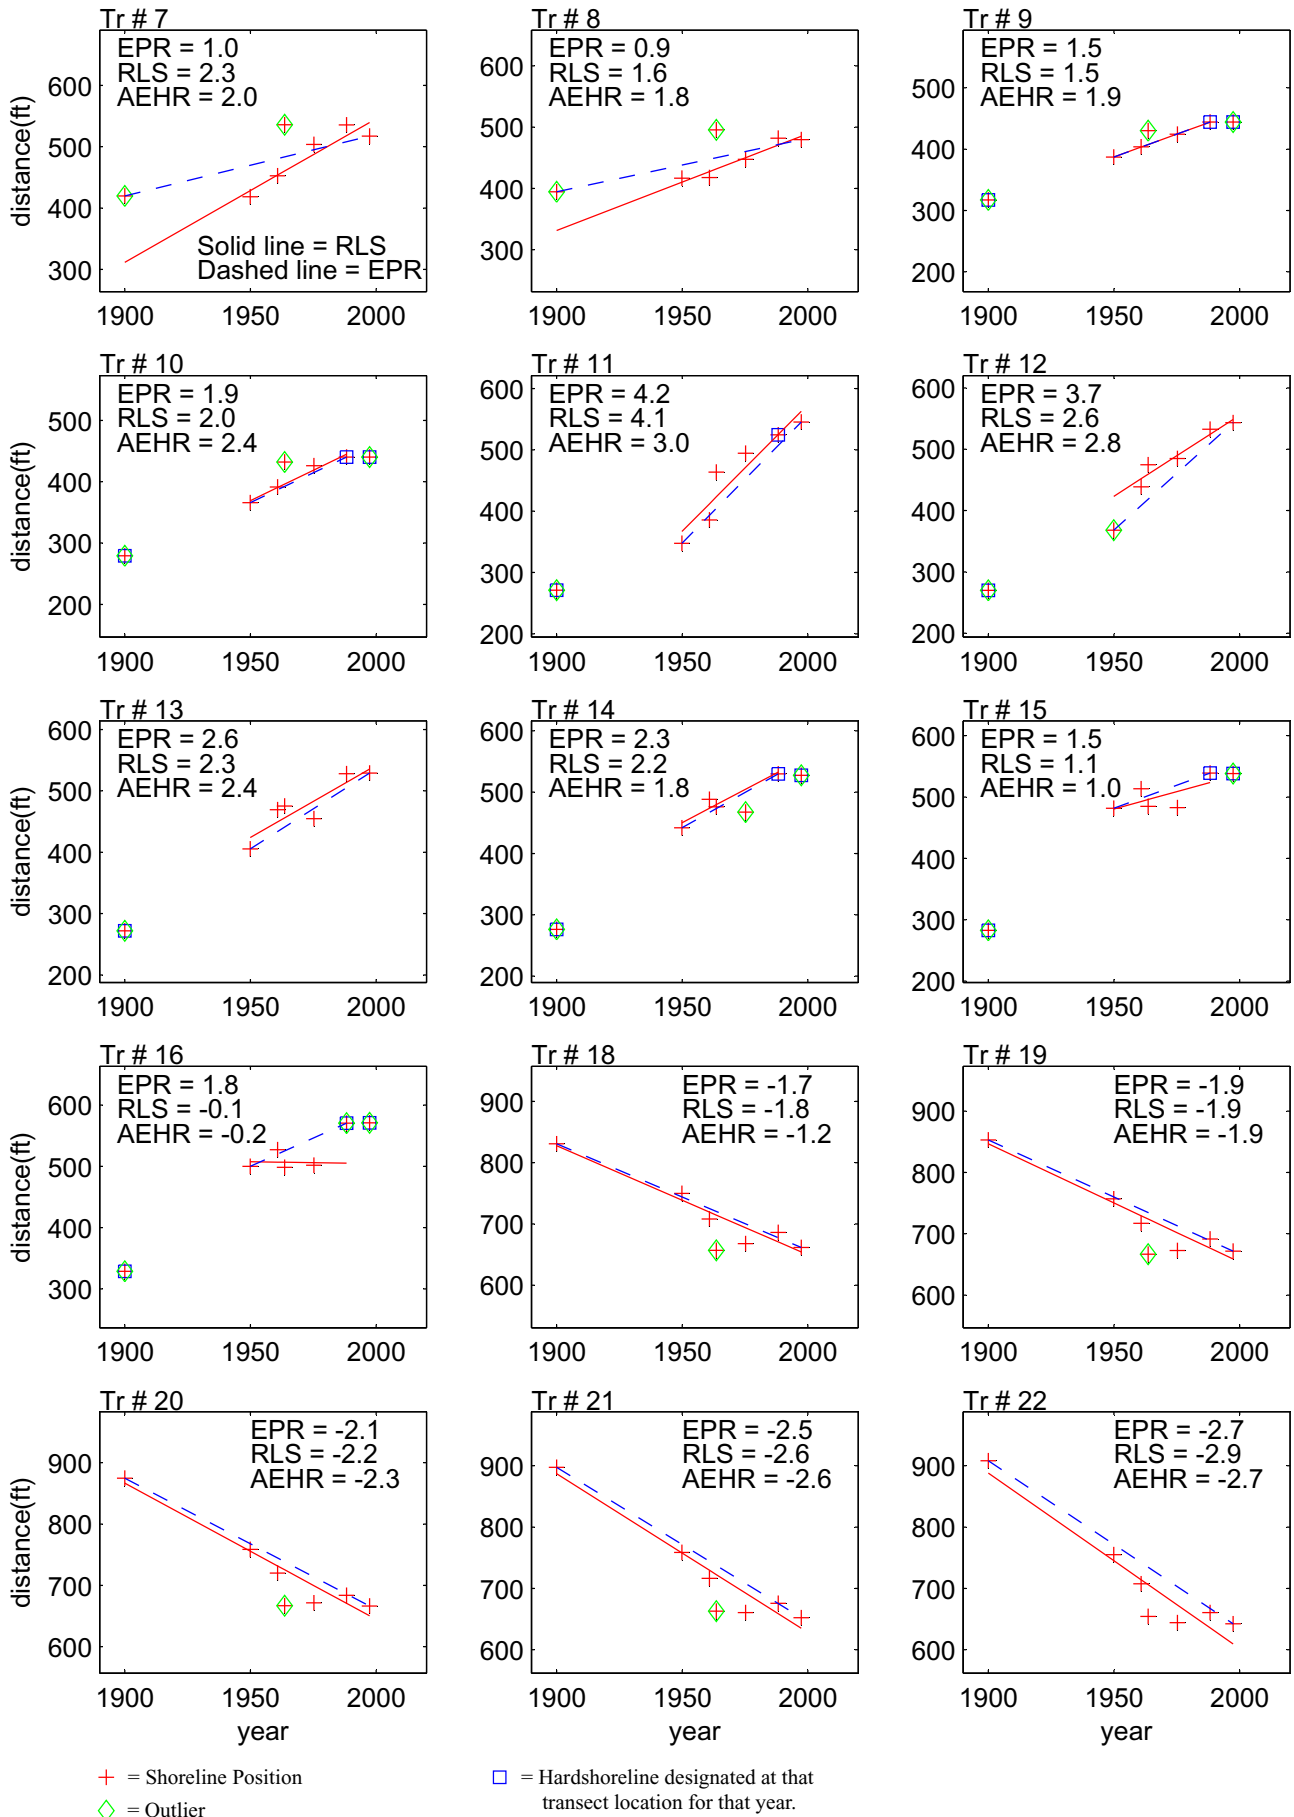 Tr # 7
EPR = 1.0
RLS = 2.3
AEHR = 2.0
Solid line = RLS
Dashed line = EPR
600
500
400
300
distance(ft)
1900 1950 2000
Tr # 8
EPR = 0.9
RLS = 1.6
AEHR = 1.8
600
500
400
300
1900 1950 2000
Tr # 9
EPR = 1.5
RLS = 1.5
AEHR = 1.9
500
400
300
200
1900 1950 2000
Tr # 10
EPR = 1.9
RLS = 2.0
AEHR = 2.4
500
400
300
200
distance(ft)
1900 1950 2000
Tr # 11
EPR = 4.2
RLS = 4.1
AEHR = 3.0
600
500
400
300
200
1900 1950 2000
Tr # 12
EPR = 3.7
RLS = 2.6
AEHR = 2.8
600
500
400
300
200
1900 1950 2000
Tr # 13
EPR = 2.6
RLS = 2.3
AEHR = 2.4
600
500
400
300
200
distance(ft)
1900 1950 2000
Tr # 14
EPR = 2.3
RLS = 2.2
AEHR = 1.8
600
500
400
300
200
1900 1950 2000
Tr # 15
EPR = 1.5
RLS = 1.1
AEHR = 1.0
600
500
400
300
200
1900 1950 2000
Tr # 16
EPR = 1.8
RLS = -0.1
AEHR = -0.2
600
500
400
300
distance(ft)
1900 1950 2000
Tr # 18
EPR = -1.7
RLS = -1.8
AEHR = -1.2
900
800
700
600
1900 1950 2000
Tr # 19
EPR = -1.9
RLS = -1.9
AEHR = -1.9
900
800
700
600
1900 1950 2000
Tr # 20
EPR = -2.1
RLS = -2.2
AEHR = -2.3
900
800
700
600
distance(ft)
1900 1950 2000
year
Tr # 21
EPR = -2.5
RLS = -2.6
AEHR = -2.6
900
800
700
600
1900 1950 2000
year
Tr # 22
EPR = -2.7
RLS = -2.9
AEHR = -2.7
900
800
700
600
1900 1950 2000
year
= Shoreline Position
= Outlier
= Hardshoreline designated at that
transect location for that year.